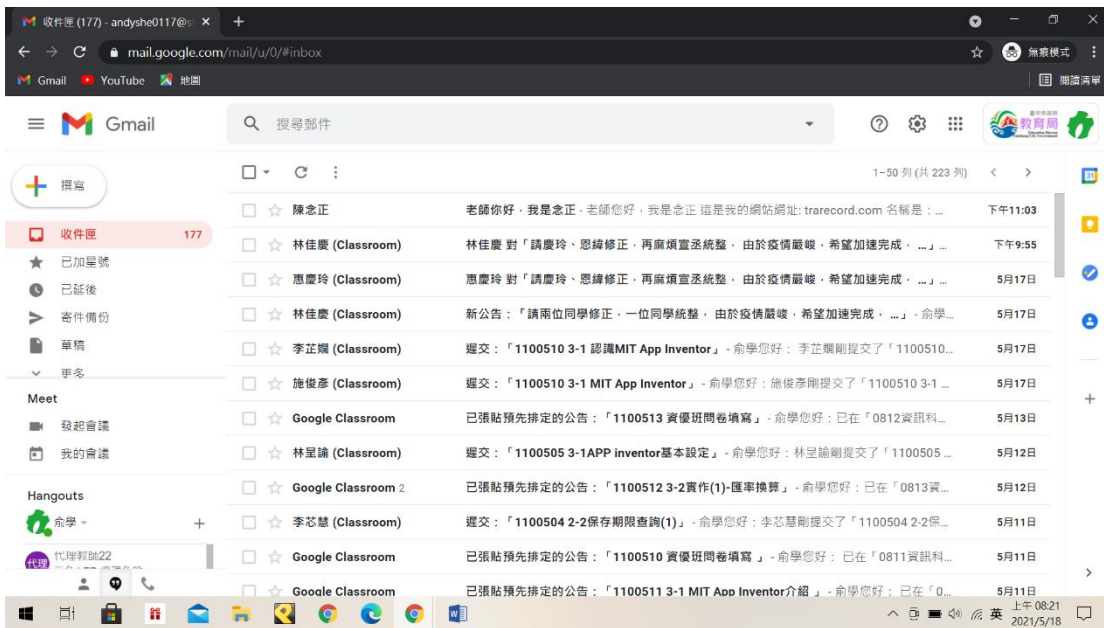 收件匣 (177) - andyshe0117@st
mail.google.com/mail/u/0/#inbox
無痕模式
Gmail YouTube 地圖
閱讀清單
Gmail
搜尋郵件
教育局
撰寫
1-50 列 (共 223 列)
收件匣 177
已加星號
已延後
寄件備份
草稿
更多
Meet
發起會議
我的會議
Hangouts
俞學
代理 代理教師22
陳念正 老師你好,我是念正 - 老師您好,我是念正 這是我的網站網址: trarecord.com 名稱是:... 下午11:03
林佳慶 (Classroom) 林佳慶 對「請慶玲、恩緯修正,再麻煩宣丞統整, 由於疫情嚴峻,希望加速完成, ...」... 下午9:55
惠慶玲 (Classroom) 惠慶玲 對「請慶玲、恩緯修正,再麻煩宣丞統整, 由於疫情嚴峻,希望加速完成, ...」... 5月17日
林佳慶 (Classroom) 新公告:「請兩位同學修正,一位同學統整, 由於疫情嚴峻,希望加速完成, ...」 - 俞學... 5月17日
李芷嫺 (Classroom) 遲交:「1100510 3-1 認識MIT App Inventor」 - 俞學您好: 李芷嫺剛提交了「1100510... 5月17日
施俊彥 (Classroom) 遲交:「1100510 3-1 MIT App Inventor」 - 俞學您好:施俊彥剛提交了「1100510 3-1 ... 5月17日
Google Classroom 已張貼預先排定的公告:「1100513 資優班問卷填寫」 - 俞學您好:已在「0812資訊科... 5月13日
林呈諭 (Classroom) 遲交:「1100505 3-1APP inventor基本設定」 - 俞學您好:林呈諭剛提交了「1100505 ... 5月12日
Google Classroom 2 已張貼預先排定的公告:「1100512 3-2實作(1)-匯率換算」 - 俞學您好:已在「0813資... 5月12日
李芯慧 (Classroom) 遲交:「1100504 2-2保存期限查詢(1)」 - 俞學您好:李芯慧剛提交了「1100504 2-2保... 5月11日
Google Classroom 已張貼預先排定的公告:「1100510 資優班問卷填寫 」 - 俞學您好: 已在「0811資訊科... 5月11日
Google Classroom 已張貼預先排定的公告:「1100511 3-1 MIT App Inventor介紹 」 - 俞學您好: 已在「0... 5月11日
英 上午 08:21
2021/5/18